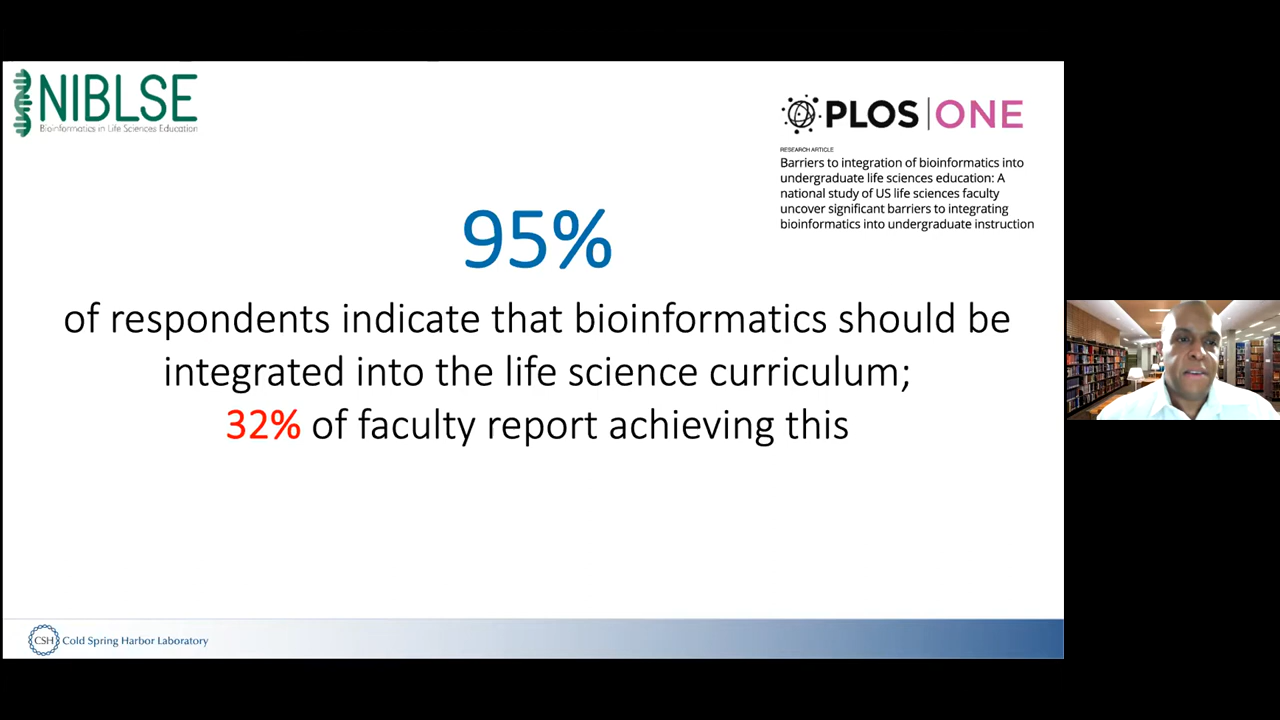 NIBLSE
Bioinformatics in Life Sciences Education
PLOS | ONE
RESEARCH ARTICLE
Barriers to integration of bioinformatics into
undergraduate life sciences education: A
national study of US life sciences faculty
uncover significant barriers to integrating
bioinformatics into undergraduate instruction
95%
of respondents indicate that bioinformatics should be
integrated into the life science curriculum;
32% of faculty report achieving this
CSH Cold Spring Harbor Laboratory